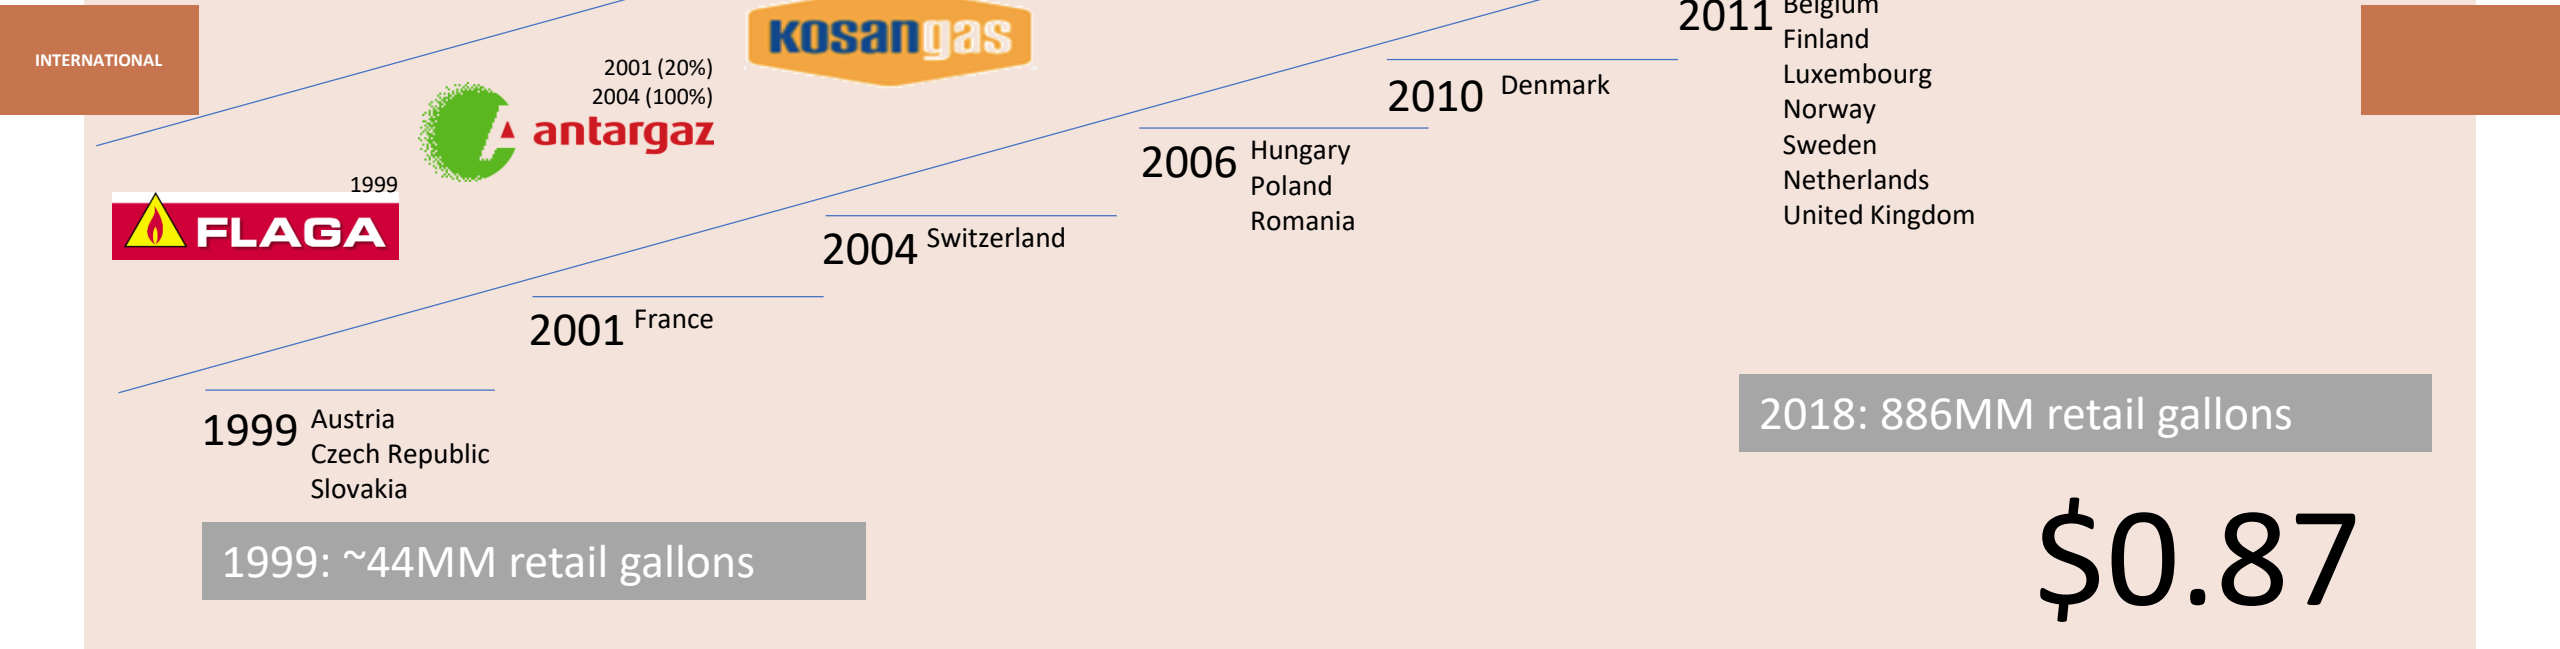 INTERNATIONAL
kosangas
2001 (20%)
2004 (100%)
antargaz
1999
FLAGA
2011 Belgium
Finland
Luxembourg
Norway
Sweden
Netherlands
United Kingdom
2010 Denmark
2006 Hungary
Poland
Romania
2004 Switzerland
2001 France
1999 Austria
Czech Republic
Slovakia
1999: ~44MM retail gallons
2018: 886MM retail gallons
$0.87